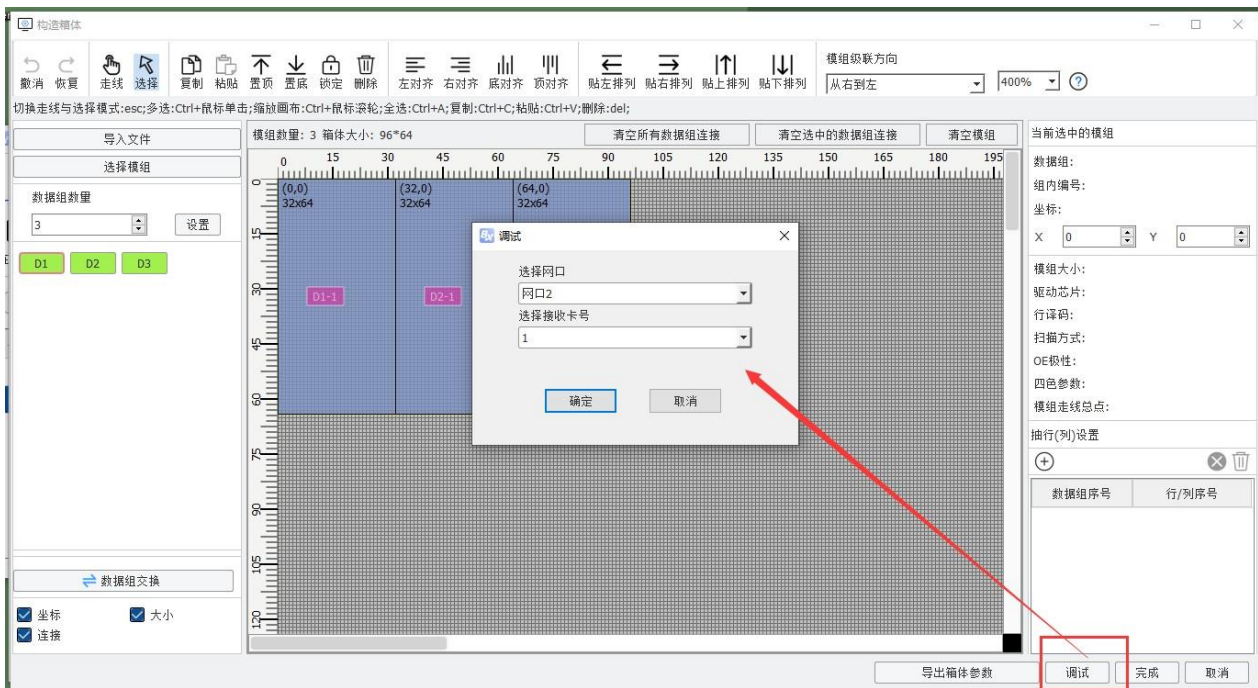 构造箱体
撤消 恢复 走线 选择 复制 粘贴 置顶 置底 锁定 删除 左对齐 右对齐 底对齐 顶对齐 贴左排列 贴右排列 贴上排列 贴下排列
模组级联方向
从右到左
400%
切换走线与选择模式:esc;多选:Ctrl+鼠标单击;缩放画布:Ctrl+鼠标滚轮;全选:Ctrl+A;复制:Ctrl+C;粘贴:Ctrl+V;删除:del;
导入文件
选择模组
数据组数量
3 设置
D1 D2 D3
数据组交换
坐标 大小
连接
模组数量: 3 箱体大小: 96*64 清空所有数据组连接 清空选中的数据组连接 清空模组
0 15 30 45 60 75 90 105 120 135 150 165 180 195
0
15
30
45
60
75
90
105
120
(0,0) (32,0) (64,0)
32x64 32x64 32x64
D1-1 D2-1
调试
选择网口
网口2
选择接收卡号
1
确定 取消
当前选中的模组
数据组:
组内编号:
坐标:
X 0 Y 0
模组大小:
驱动芯片:
行译码:
扫描方式:
OE极性:
四色参数:
模组走线总点:
抽行(列)设置
数据组序号 行/列序号
导出箱体参数 调试 完成 取消